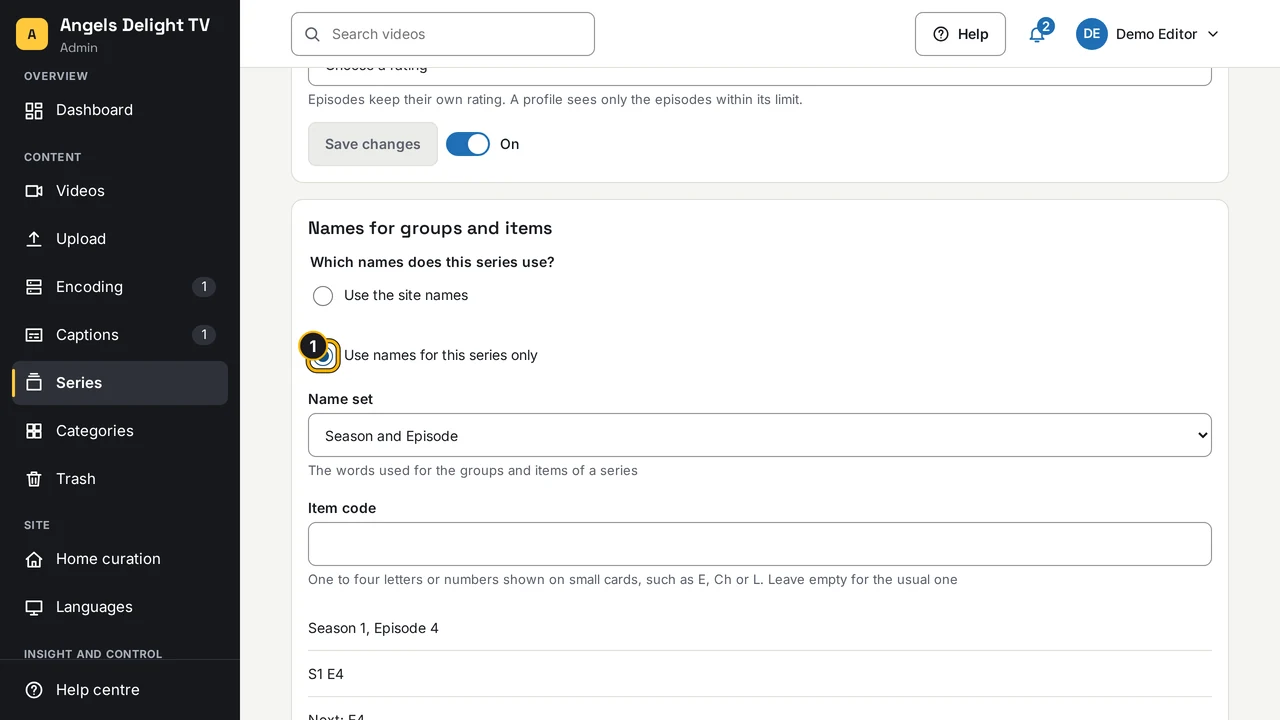 A
Angels Delight TV
Admin
OVERVIEW
Dashboard
CONTENT
Videos
Upload
Encoding
1
Captions
1
Series
Categories
Trash
SITE
Home curation
Languages
INSIGHT AND CONTROL
Help centre
Search videos
Help
2
DE
Demo Editor
Choose a rating
Episodes keep their own rating. A profile sees only the episodes within its limit.
Save changes
On
Names for groups and items
Which names does this series use?
Use the site names
1
Use names for this series only
Name set
Season and Episode
The words used for the groups and items of a series
Item code
One to four letters or numbers shown on small cards, such as E, Ch or L. Leave empty for the usual one
Season 1, Episode 4
S1 E4
Next: E4